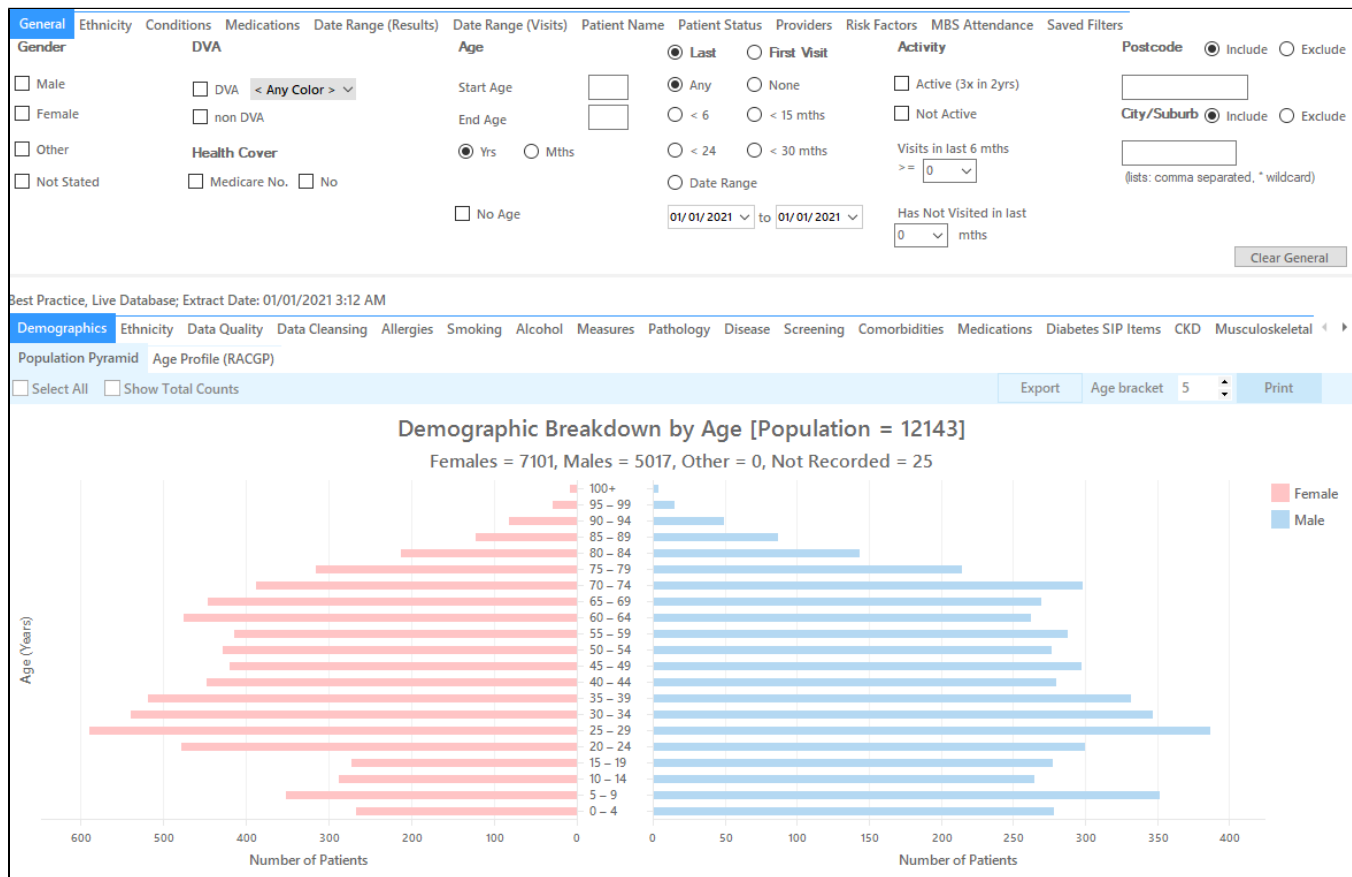 General Ethnicity Conditions Medications Date Range (Results) Date Range (Visits) Patient Name Patient Status Providers Risk Factors MBS Attendance Saved Filters
Gender DVA Age Last First Visit Activity Postcode Include Exclude
Male DVA < Any Color > Start Age Any None Active (3x in 2yrs)
Female non DVA End Age < 6 < 15 mths Not Active City/Suburb Include Exclude
Other Health Cover Yrs Mths < 24 < 30 mths Visits in last 6 mths
>= 0
Not Stated Medicare No. No Date Range (lists: comma separated, * wildcard)
No Age 01/01/2021 to 01/01/2021 Has Not Visited in last
0 mths
Clear General
Best Practice, Live Database; Extract Date: 01/01/2021 3:12 AM
Demographics Ethnicity Data Quality Data Cleansing Allergies Smoking Alcohol Measures Pathology Disease Screening Comorbidities Medications Diabetes SIP Items CKD Musculoskeletal
Population Pyramid Age Profile (RACGP)
Select All Show Total Counts Export Age bracket 5 Print
Demographic Breakdown by Age [Population = 12143]
Females = 7101, Males = 5017, Other = 0, Not Recorded = 25
Female
Male
Age (Years)
100+
95 – 99
90 – 94
85 – 89
80 – 84
75 – 79
70 – 74
65 – 69
60 – 64
55 – 59
50 – 54
45 – 49
40 – 44
35 – 39
30 – 34
25 – 29
20 – 24
15 – 19
10 – 14
5 – 9
0 – 4
600 500 400 300 200 100 0 0 50 100 150 200 250 300 350 400
Number of Patients Number of Patients